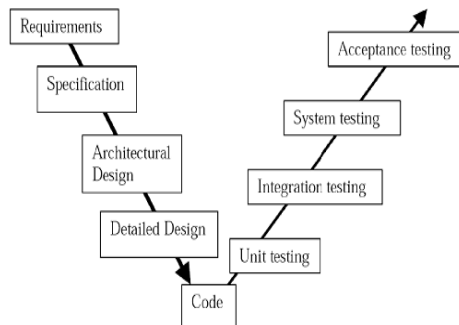 Requirements
Specification
Architectural
Design
Detailed Design
Code
Unit testing
Integration testing
System testing
Acceptance testing